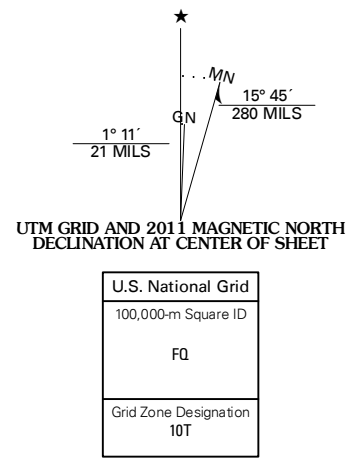 ★
MN
15° 45´
280 MILS
GN
1° 11´
21 MILS
UTM GRID AND 2011 MAGNETIC NORTH
DECLINATION AT CENTER OF SHEET
U.S. National Grid
100,000-m Square ID
FQ
Grid Zone Designation
10T